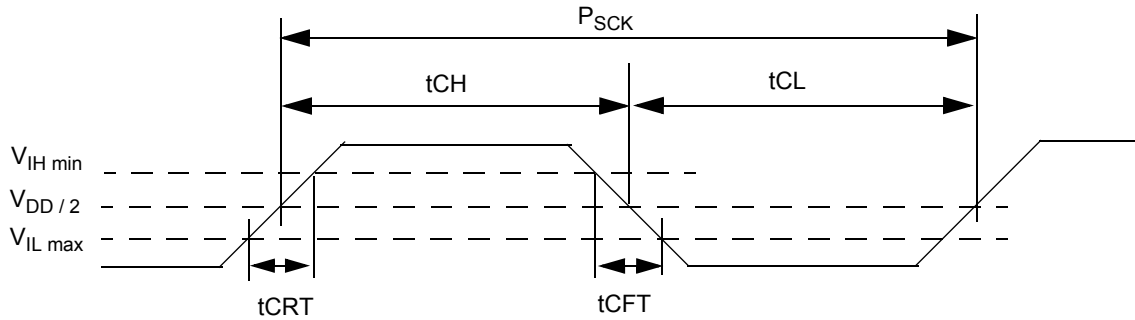 PSCK
tCH
tCL
VIH min
VDD / 2
VIL max
tCRT
tCFT